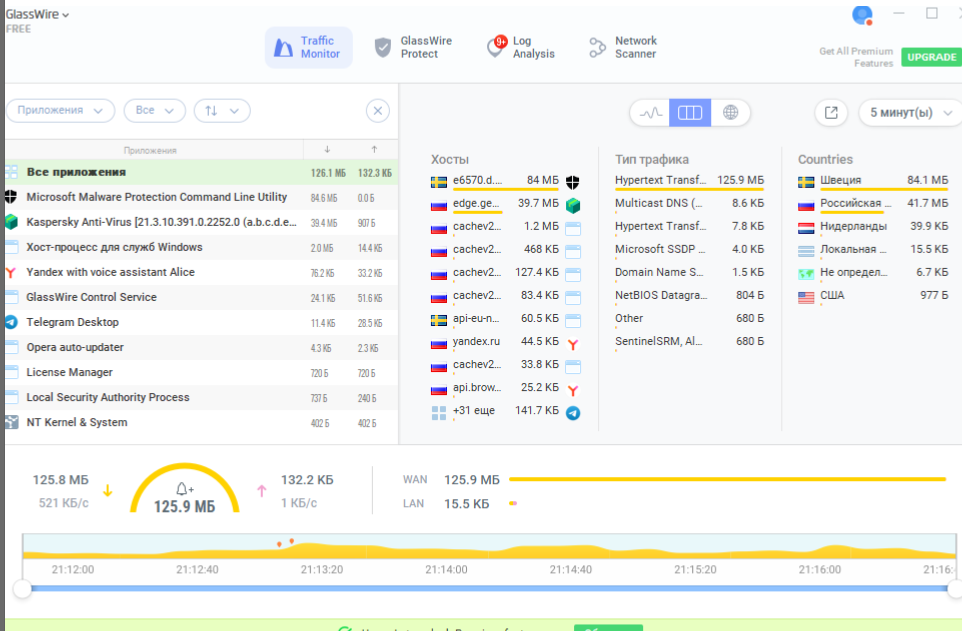 GlassWire
FREE
Traffic
Monitor
GlassWire
Protect
9+
Log
Analysis
Network
Scanner
Get All Premium
Features
UPGRADE
Приложения
Все
5 минут(ы)
Приложения ↓ ↑
Все приложения 126.1 МБ 132.3 КБ
Microsoft Malware Protection Command Line Utility 84.6 МБ 0.0 Б
Kaspersky Anti-Virus [21.3.10.391.0.2252.0 (a.b.c.d.e... 39.4 МБ 907 Б
Хост-процесс для служб Windows 2.0 МБ 14.4 КБ
Yandex with voice assistant Alice 76.2 КБ 33.2 КБ
GlassWire Control Service 24.1 КБ 51.6 КБ
Telegram Desktop 11.4 КБ 28.5 КБ
Opera auto-updater 4.3 КБ 2.3 КБ
License Manager 720 Б 720 Б
Local Security Authority Process 737 Б 240 Б
NT Kernel & System 402 Б 402 Б
Хосты
e6570.d... 84 МБ
edge.ge... 39.7 МБ
cachev2... 1.2 МБ
cachev2... 468 КБ
cachev2... 127.4 КБ
cachev2... 83.4 КБ
api-eu-n... 60.5 КБ
yandex.ru 44.5 КБ
cachev2... 33.8 КБ
api.brow... 25.2 КБ
+31 еще 141.7 КБ
Тип трафика
Hypertext Transf... 125.9 МБ
Multicast DNS (... 8.6 КБ
Hypertext Transf... 7.8 КБ
Microsoft SSDP ... 4.0 КБ
Domain Name S... 1.5 КБ
NetBIOS Datagra... 804 Б
Other 680 Б
SentinelSRM, Al... 680 Б
Countries
Швеция 84.1 МБ
Российская ... 41.7 МБ
Нидерланды 39.9 КБ
Локальная ... 15.5 КБ
Не определ... 6.7 КБ
США 977 Б
125.8 МБ
521 КБ/с
125.9 МБ
132.2 КБ
1 КБ/с
WAN 125.9 МБ
LAN 15.5 КБ
21:12:00 21:12:40 21:13:20 21:14:00 21:14:40 21:15:20 21:16:00 21:16: